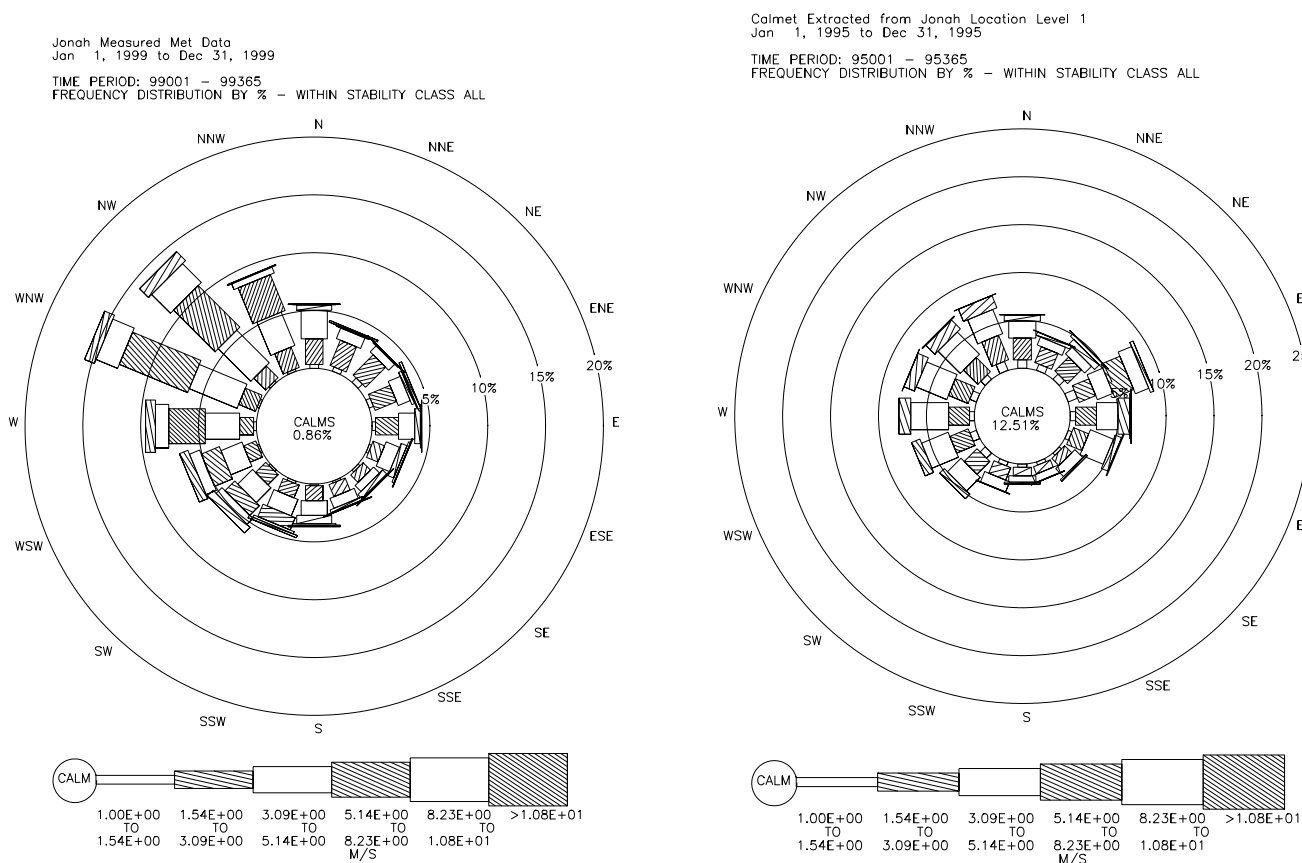 Jonah Measured Met Data
Jan 1, 1999 to Dec 31, 1999
TIME PERIOD: 99001 – 99365
FREQUENCY DISTRIBUTION BY % – WITHIN STABILITY CLASS ALL
N
NNW
NNE
NW
NE
WNW
ENE
20%
15%
10%
5%
W
CALMS
0.86%
E
WSW
ESE
SW
SE
SSW
SSE
S
CALM
1.00E+00 1.54E+00 3.09E+00 5.14E+00 8.23E+00 >1.08E+01
TO TO TO TO TO
1.54E+00 3.09E+00 5.14E+00 8.23E+00 1.08E+01
M/S
Calmet Extracted from Jonah Location Level 1
Jan 1, 1995 to Dec 31, 1995
TIME PERIOD: 95001 – 95365
FREQUENCY DISTRIBUTION BY % – WITHIN STABILITY CLASS ALL
N
NNW
NNE
NW
NE
WNW
E
2
20%
15%
10%
5%
W
CALMS
12.51%
WSW
E
SW
SE
SSW
SSE
S
CALM
1.00E+00 1.54E+00 3.09E+00 5.14E+00 8.23E+00 >1.08E+01
TO TO TO TO TO
1.54E+00 3.09E+00 5.14E+00 8.23E+00 1.08E+01
M/S